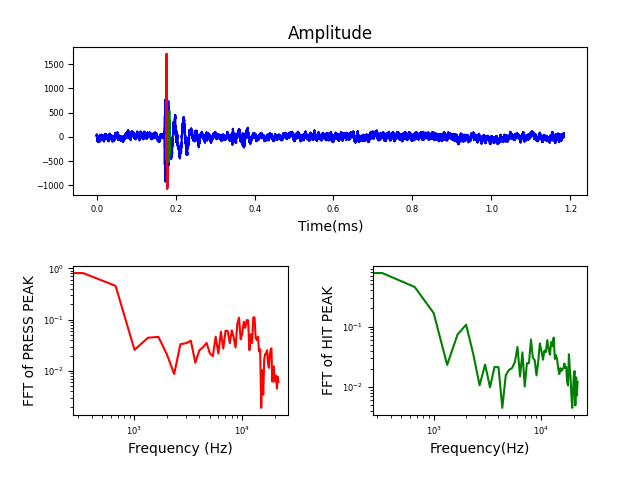 Amplitude
1500
1000
500
0
−500
−1000
0.0 0.2 0.4 0.6 0.8 1.0 1.2
Time(ms)
FFT of PRESS PEAK
10⁰
10⁻¹
10⁻²
10³ 10⁴
Frequency (Hz)
FFT of HIT PEAK
10⁻¹
10⁻²
10³ 10⁴
Frequency(Hz)